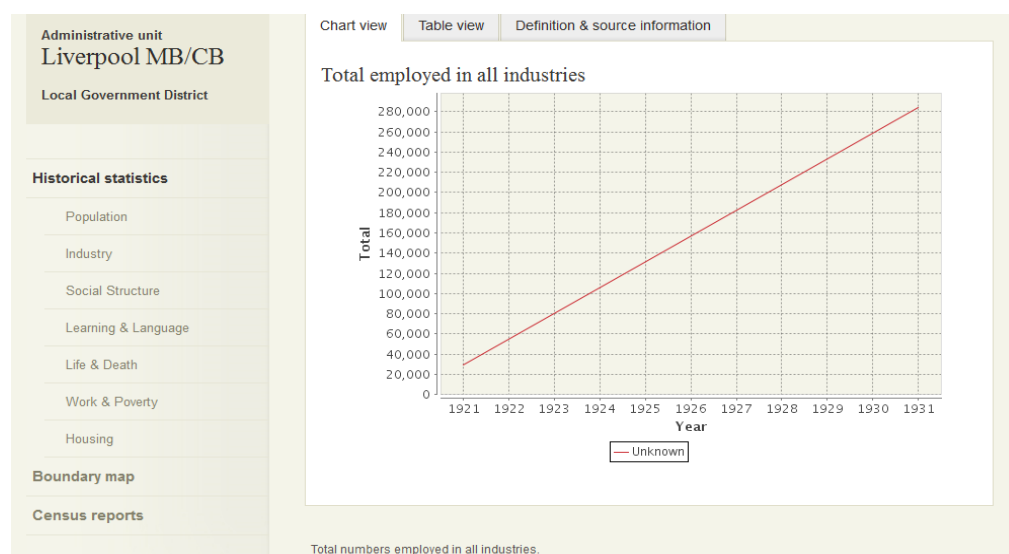 Administrative unit
Liverpool MB/CB
Local Government District
Historical statistics
Population
Industry
Social Structure
Learning & Language
Life & Death
Work & Poverty
Housing
Boundary map
Census reports
Chart view Table view Definition & source information
Total employed in all industries
280,000
260,000
240,000
220,000
200,000
180,000
160,000
140,000
120,000
100,000
80,000
60,000
40,000
20,000
0
Total
1921 1922 1923 1924 1925 1926 1927 1928 1929 1930 1931
Year
Unknown
Total numbers employed in all industries.